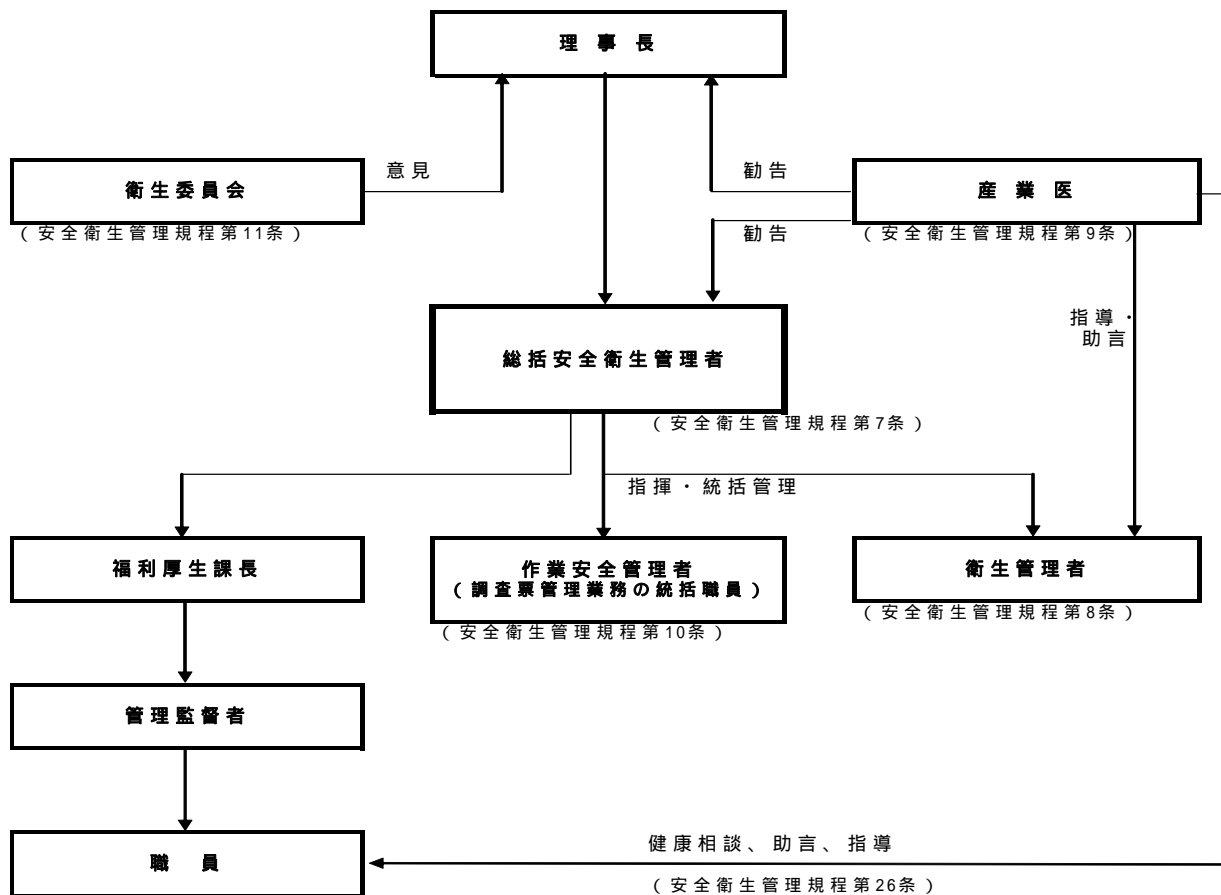 理事長
意見
勧告
衛生委員会
産業医
(安全衛生管理規程第11条)
勧告
(安全衛生管理規程第9条)
指導・
助言
総括安全衛生管理者
(安全衛生管理規程第7条)
指揮・統括管理
福利厚生課長
作業安全管理者
(調査票管理業務の統括職員)
衛生管理者
(安全衛生管理規程第10条)
(安全衛生管理規程第8条)
管理監督者
健康相談、助言、指導
職員
(安全衛生管理規程第26条)